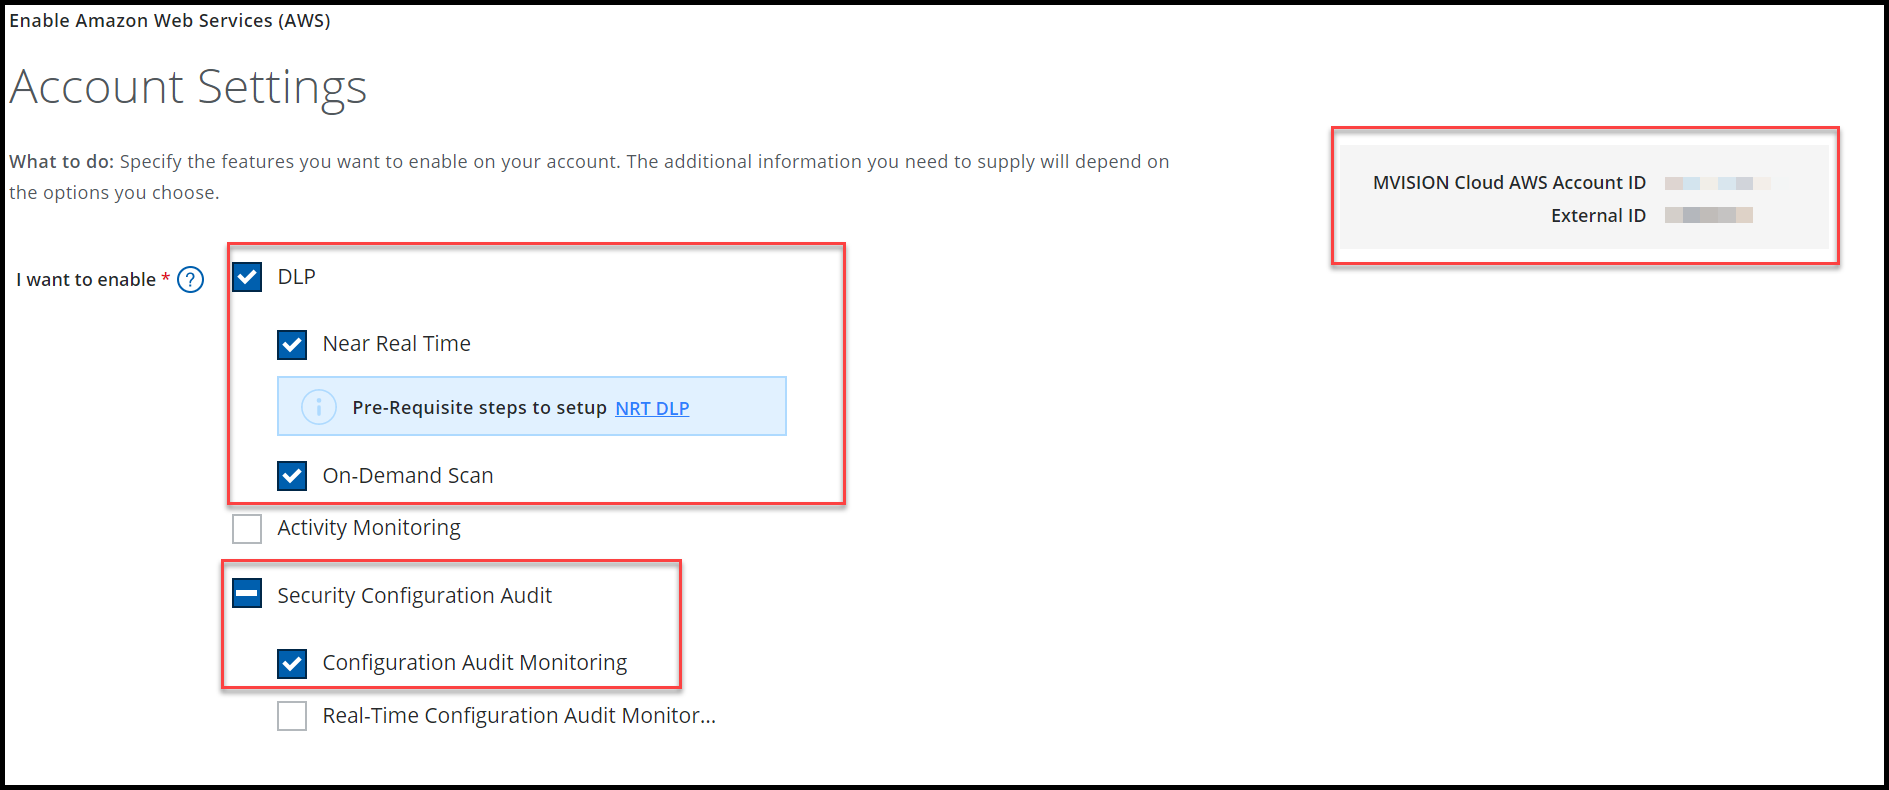 Enable Amazon Web Services (AWS)
Account Settings
What to do: Specify the features you want to enable on your account. The additional information you need to supply will depend on
the options you choose.
MVISION Cloud AWS Account ID
External ID
I want to enable * ?
DLP
Near Real Time
Pre-Requisite steps to setup NRT DLP
On-Demand Scan
Activity Monitoring
Security Configuration Audit
Configuration Audit Monitoring
Real-Time Configuration Audit Monitor...